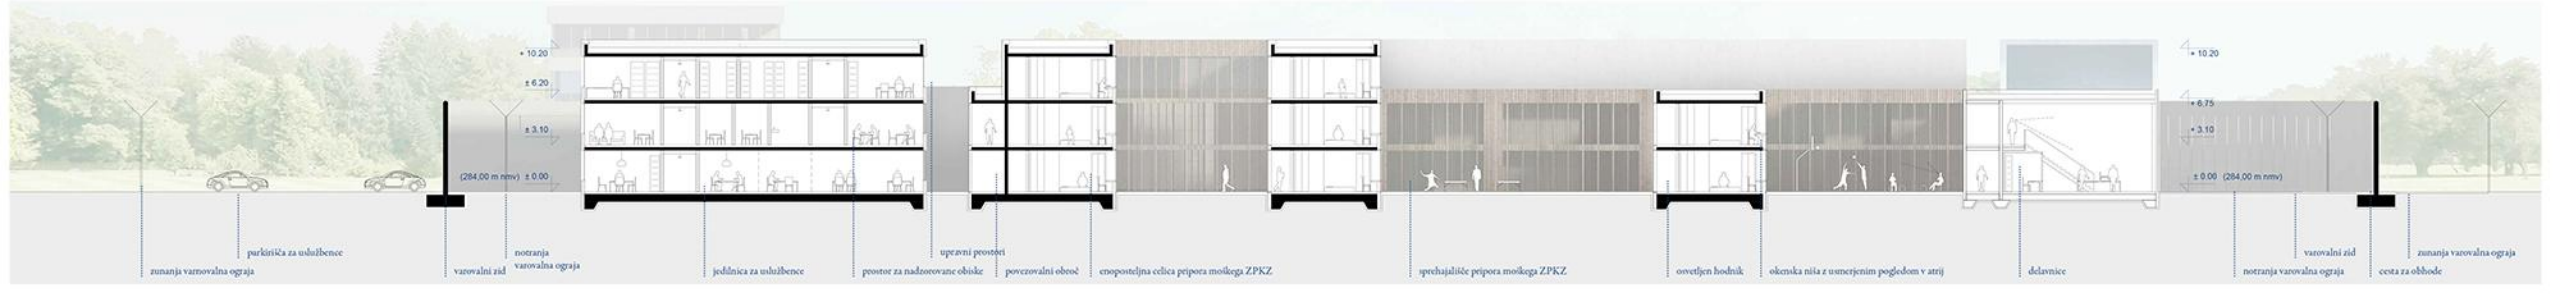 + 10.20
± 6.20
± 3.10
(284,00 m nmv) ± 0.00
+ 10.20
+ 6.75
+ 3.10
± 0.00 (284,00 m nmv)
zunanja varnovalna ograja
parkirišča za uslužbence
varovalni zid
notranja
varovalna ograja
jedilnica za uslužbence
prostor za nadzorovane obiske
upravni prostori
povezovalni obroč
enoposteljna celica pripora moškega ZPKZ
sprehajališče pripora moškega ZPKZ
osvetljen hodnik
okenska niša z usmerjenim pogledom v atrij
delavnice
notranja varovalna ograja
varovalni zid
cesta za obhode
zunanja varovalna ograja